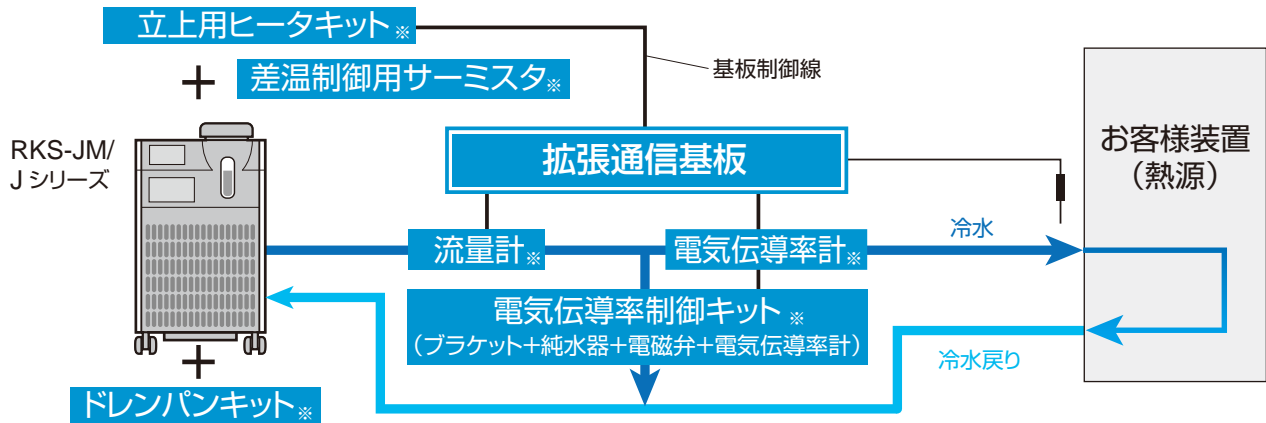 立上用ヒータキット※
差温制御用サーミスタ※
基板制御線
RKS-JM/
J シリーズ
拡張通信基板
お客様装置
（熱源）
流量計※
電気伝導率計※
冷水
電気伝導率制御キット ※
（ブラケット＋純水器＋電磁弁＋電気伝導率計）
冷水戻り
ドレンパンキット※